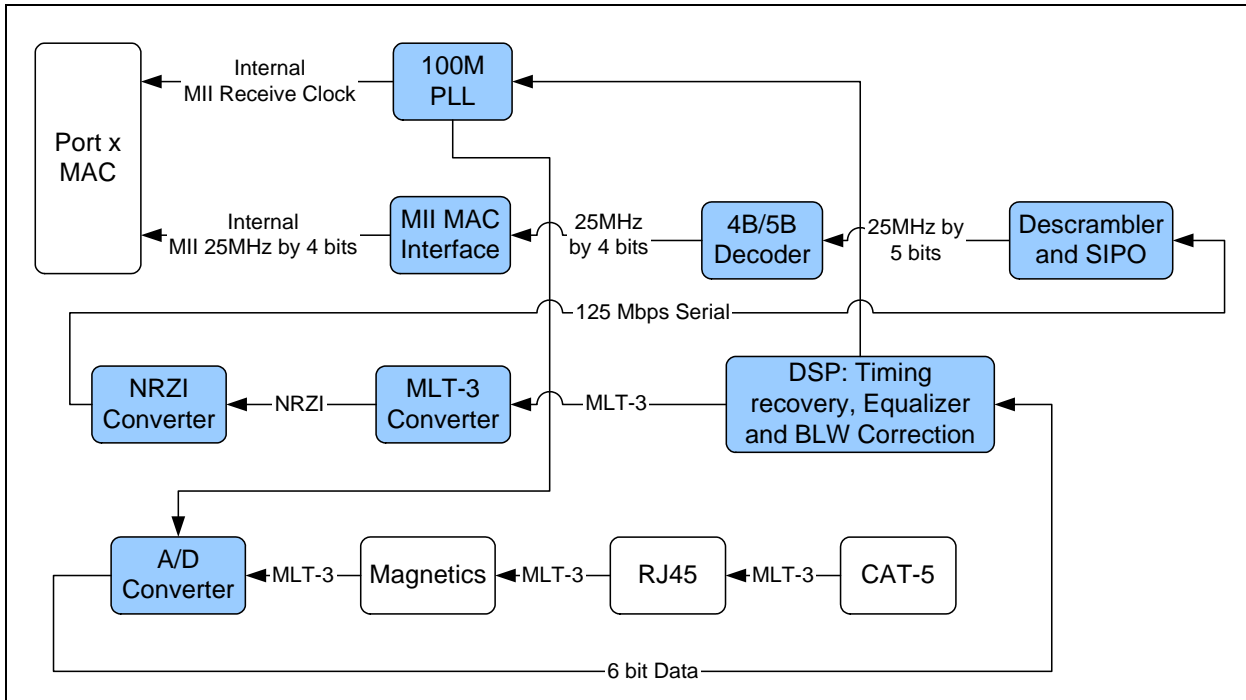 Internal
MII Receive Clock
100M
PLL
Port x
MAC
Internal
MII 25MHz by 4 bits
MII MAC
Interface
25MHz
by 4 bits
4B/5B
Decoder
25MHz by
5 bits
Descrambler
and SIPO
125 Mbps Serial
NRZI
Converter
NRZI
MLT-3
Converter
MLT-3
DSP: Timing
recovery, Equalizer
and BLW Correction
A/D
Converter
MLT-3
Magnetics
MLT-3
RJ45
MLT-3
CAT-5
6 bit Data